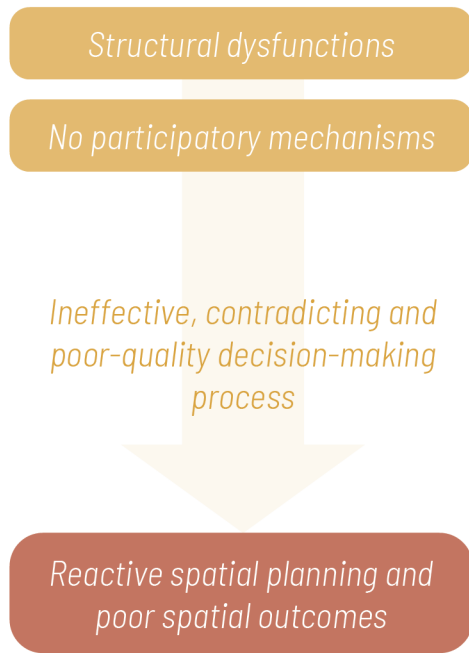 Structural dysfunctions
No participatory mechanisms
Ineffective, contradicting and
poor-quality decision-making
process
Reactive spatial planning and
poor spatial outcomes